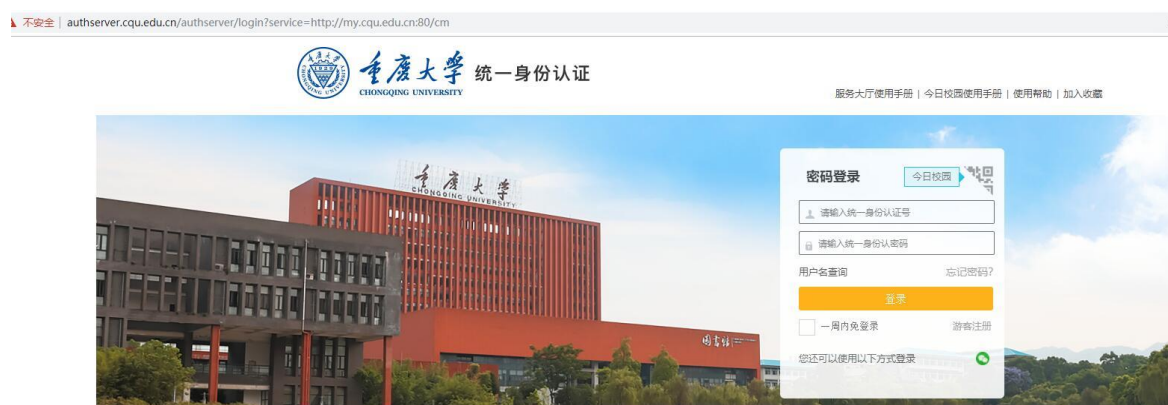 不安全 | authserver.cqu.edu.cn/authserver/login?service=http://my.cqu.edu.cn:80/cm
重庆大学 统一身份认证
CHONGQING UNIVERSITY
服务大厅使用手册 | 今日校园使用手册 | 使用帮助 | 加入收藏
重庆大学
CHONGQING UNIVERSITY
图书馆
密码登录 今日校园
请输入统一身份认证号
请输入统一身份认密码
用户名查询 忘记密码?
登录
一周内免登录 游客注册
您还可以使用以下方式登录